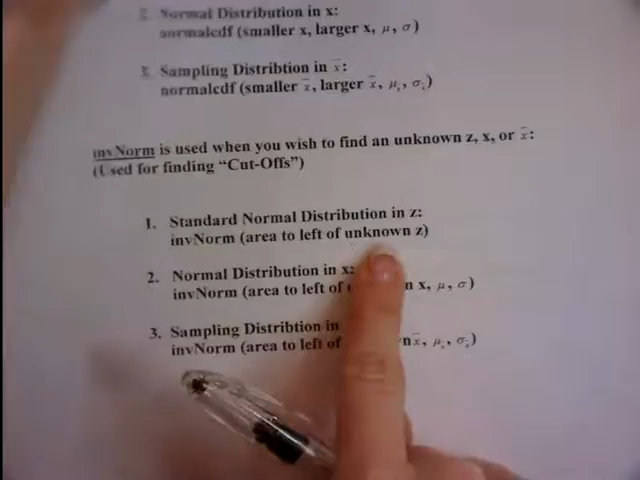 2. Normal Distribution in x:
normalcdf (smaller x, larger x, μ, σ)
3. Sampling Distribtion in x̄:
normalcdf (smaller x̄, larger x̄, μx̄, σx̄)
invNorm is used when you wish to find an unknown z, x, or x̄:
(Used for finding “Cut-Offs”)
1. Standard Normal Distribution in z:
invNorm (area to left of unknown z)
2. Normal Distribution in x:
invNorm (area to left of n x, μ, σ)
3. Sampling Distribtion in
invNorm (area to left of n x̄, μx̄, σx̄)